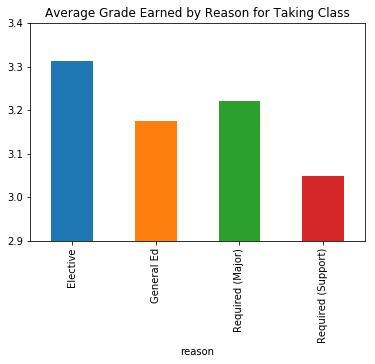 Average Grade Earned by Reason for Taking Class
3.4
3.3
3.2
3.1
3.0
2.9
Elective
General Ed
Required (Major)
Required (Support)
reason